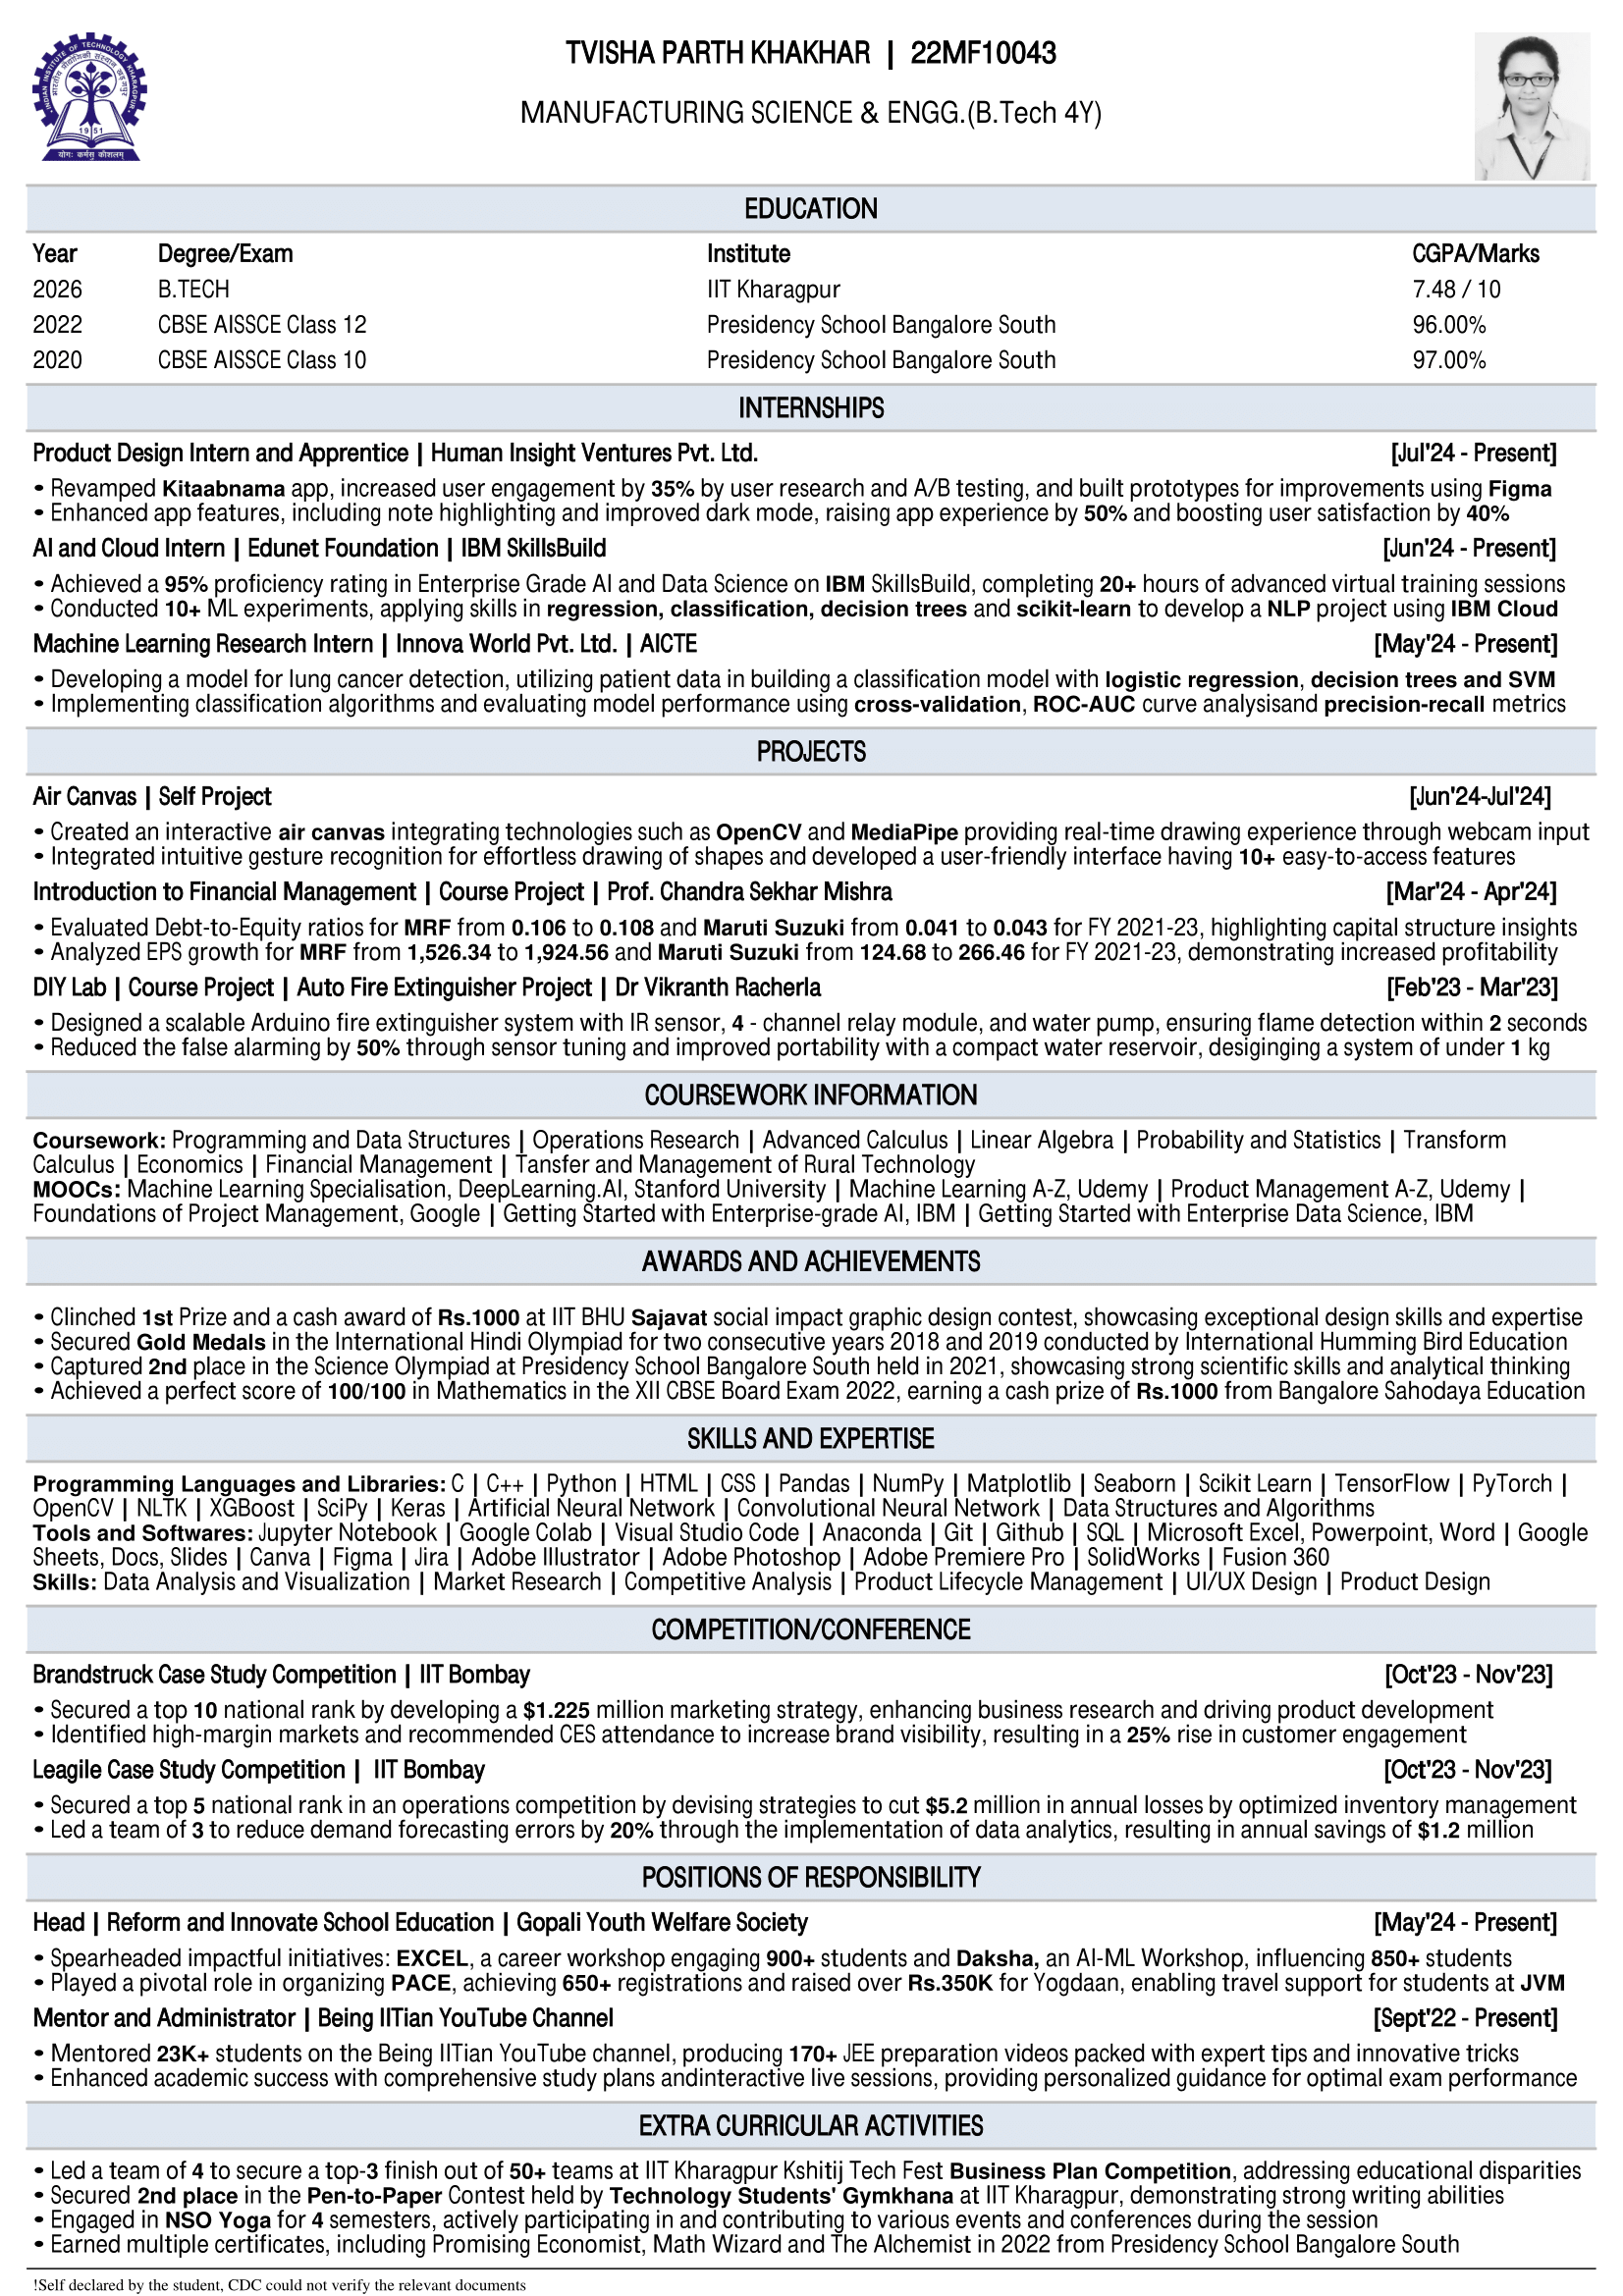 INDIAN INSTITUTE OF TECHNOLOGY KHARAGPUR
1951
योगः कर्मसु कौशलम्
TVISHA PARTH KHAKHAR | 22MF10043
MANUFACTURING SCIENCE & ENGG.(B.Tech 4Y)
EDUCATION
Year Degree/Exam Institute CGPA/Marks
2026 B.TECH IIT Kharagpur 7.48 / 10
2022 CBSE AISSCE Class 12 Presidency School Bangalore South 96.00%
2020 CBSE AISSCE Class 10 Presidency School Bangalore South 97.00%
INTERNSHIPS
Product Design Intern and Apprentice | Human Insight Ventures Pvt. Ltd. [Jul'24 - Present]
• Revamped Kitaabnama app, increased user engagement by 35% by user research and A/B testing, and built prototypes for improvements using Figma
• Enhanced app features, including note highlighting and improved dark mode, raising app experience by 50% and boosting user satisfaction by 40%
AI and Cloud Intern | Edunet Foundation | IBM SkillsBuild [Jun'24 - Present]
• Achieved a 95% proficiency rating in Enterprise Grade AI and Data Science on IBM SkillsBuild, completing 20+ hours of advanced virtual training sessions
• Conducted 10+ ML experiments, applying skills in regression, classification, decision trees and scikit-learn to develop a NLP project using IBM Cloud
Machine Learning Research Intern | Innova World Pvt. Ltd. | AICTE [May'24 - Present]
• Developing a model for lung cancer detection, utilizing patient data in building a classification model with logistic regression, decision trees and SVM
• Implementing classification algorithms and evaluating model performance using cross-validation, ROC-AUC curve analysisand precision-recall metrics
PROJECTS
Air Canvas | Self Project [Jun'24-Jul'24]
• Created an interactive air canvas integrating technologies such as OpenCV and MediaPipe providing real-time drawing experience through webcam input
• Integrated intuitive gesture recognition for effortless drawing of shapes and developed a user-friendly interface having 10+ easy-to-access features
Introduction to Financial Management | Course Project | Prof. Chandra Sekhar Mishra [Mar'24 - Apr'24]
• Evaluated Debt-to-Equity ratios for MRF from 0.106 to 0.108 and Maruti Suzuki from 0.041 to 0.043 for FY 2021-23, highlighting capital structure insights
• Analyzed EPS growth for MRF from 1,526.34 to 1,924.56 and Maruti Suzuki from 124.68 to 266.46 for FY 2021-23, demonstrating increased profitability
DIY Lab | Course Project | Auto Fire Extinguisher Project | Dr Vikranth Racherla [Feb'23 - Mar'23]
• Designed a scalable Arduino fire extinguisher system with IR sensor, 4 - channel relay module, and water pump, ensuring flame detection within 2 seconds
• Reduced the false alarming by 50% through sensor tuning and improved portability with a compact water reservoir, desiginging a system of under 1 kg
COURSEWORK INFORMATION
Coursework: Programming and Data Structures | Operations Research | Advanced Calculus | Linear Algebra | Probability and Statistics | Transform
Calculus | Economics | Financial Management | Tansfer and Management of Rural Technology
MOOCs: Machine Learning Specialisation, DeepLearning.AI, Stanford University | Machine Learning A-Z, Udemy | Product Management A-Z, Udemy |
Foundations of Project Management, Google | Getting Started with Enterprise-grade AI, IBM | Getting Started with Enterprise Data Science, IBM
AWARDS AND ACHIEVEMENTS
• Clinched 1st Prize and a cash award of Rs.1000 at IIT BHU Sajavat social impact graphic design contest, showcasing exceptional design skills and expertise
• Secured Gold Medals in the International Hindi Olympiad for two consecutive years 2018 and 2019 conducted by International Humming Bird Education
• Captured 2nd place in the Science Olympiad at Presidency School Bangalore South held in 2021, showcasing strong scientific skills and analytical thinking
• Achieved a perfect score of 100/100 in Mathematics in the XII CBSE Board Exam 2022, earning a cash prize of Rs.1000 from Bangalore Sahodaya Education
SKILLS AND EXPERTISE
Programming Languages and Libraries: C | C++ | Python | HTML | CSS | Pandas | NumPy | Matplotlib | Seaborn | Scikit Learn | TensorFlow | PyTorch |
OpenCV | NLTK | XGBoost | SciPy | Keras | Artificial Neural Network | Convolutional Neural Network | Data Structures and Algorithms
Tools and Softwares: Jupyter Notebook | Google Colab | Visual Studio Code | Anaconda | Git | Github | SQL | Microsoft Excel, Powerpoint, Word | Google
Sheets, Docs, Slides | Canva | Figma | Jira | Adobe Illustrator | Adobe Photoshop | Adobe Premiere Pro | SolidWorks | Fusion 360
Skills: Data Analysis and Visualization | Market Research | Competitive Analysis | Product Lifecycle Management | UI/UX Design | Product Design
COMPETITION/CONFERENCE
Brandstruck Case Study Competition | IIT Bombay [Oct'23 - Nov'23]
• Secured a top 10 national rank by developing a $1.225 million marketing strategy, enhancing business research and driving product development
• Identified high-margin markets and recommended CES attendance to increase brand visibility, resulting in a 25% rise in customer engagement
Leagile Case Study Competition | IIT Bombay [Oct'23 - Nov'23]
• Secured a top 5 national rank in an operations competition by devising strategies to cut $5.2 million in annual losses by optimized inventory management
• Led a team of 3 to reduce demand forecasting errors by 20% through the implementation of data analytics, resulting in annual savings of $1.2 million
POSITIONS OF RESPONSIBILITY
Head | Reform and Innovate School Education | Gopali Youth Welfare Society [May'24 - Present]
• Spearheaded impactful initiatives: EXCEL, a career workshop engaging 900+ students and Daksha, an AI-ML Workshop, influencing 850+ students
• Played a pivotal role in organizing PACE, achieving 650+ registrations and raised over Rs.350K for Yogdaan, enabling travel support for students at JVM
Mentor and Administrator | Being IITian YouTube Channel [Sept'22 - Present]
• Mentored 23K+ students on the Being IITian YouTube channel, producing 170+ JEE preparation videos packed with expert tips and innovative tricks
• Enhanced academic success with comprehensive study plans andinteractive live sessions, providing personalized guidance for optimal exam performance
EXTRA CURRICULAR ACTIVITIES
• Led a team of 4 to secure a top-3 finish out of 50+ teams at IIT Kharagpur Kshitij Tech Fest Business Plan Competition, addressing educational disparities
• Secured 2nd place in the Pen-to-Paper Contest held by Technology Students' Gymkhana at IIT Kharagpur, demonstrating strong writing abilities
• Engaged in NSO Yoga for 4 semesters, actively participating in and contributing to various events and conferences during the session
• Earned multiple certificates, including Promising Economist, Math Wizard and The Alchemist in 2022 from Presidency School Bangalore South
!Self declared by the student, CDC could not verify the relevant documents